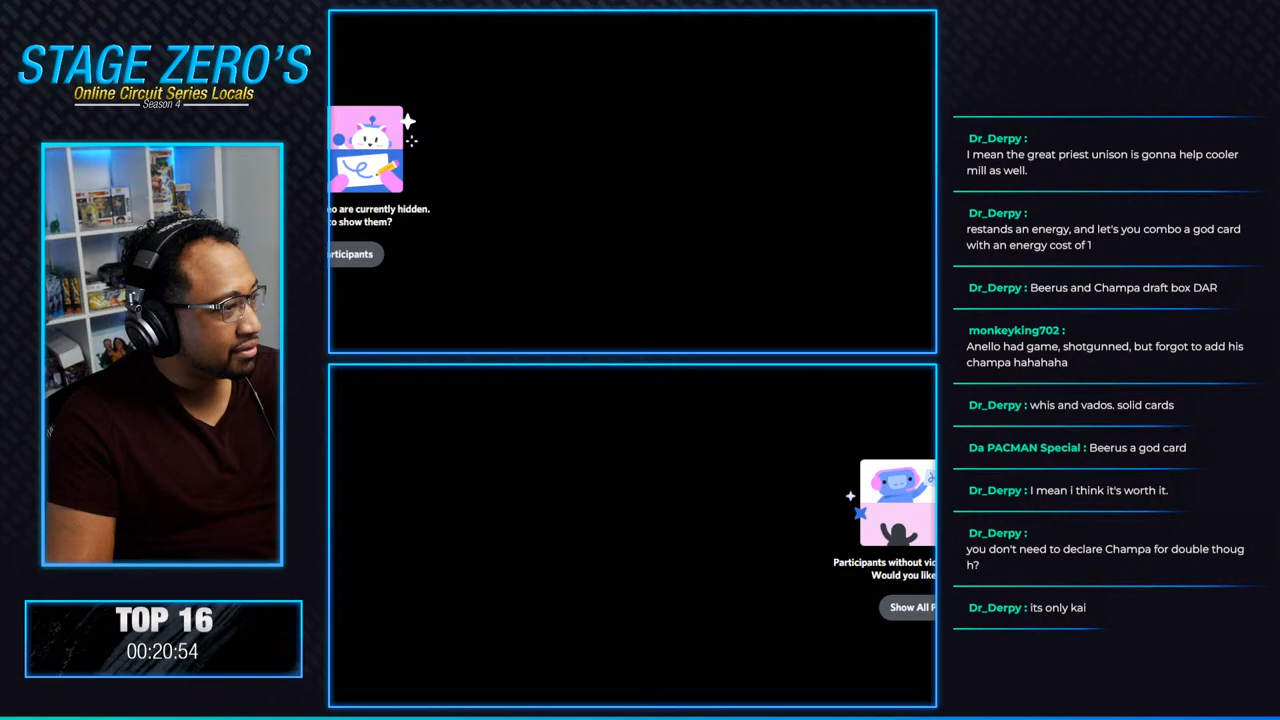 STAGE ZERO'S
Online Circuit Series Locals
Season 4
o are currently hidden.
to show them?
rticipants
Participants without vi
Would you like
Show All P
TOP 16
00:20:54
Dr_Derpy :
I mean the great priest unison is gonna help cooler
mill as well.
Dr_Derpy :
restands an energy, and let's you combo a god card
with an energy cost of 1
Dr_Derpy : Beerus and Champa draft box DAR
monkeyking702 :
Anello had game, shotgunned, but forgot to add his
champa hahahaha
Dr_Derpy : whis and vados. solid cards
Da PACMAN Special : Beerus a god card
Dr_Derpy : I mean i think it's worth it.
Dr_Derpy :
you don't need to declare Champa for double thoug
h?
Dr_Derpy : its only kai